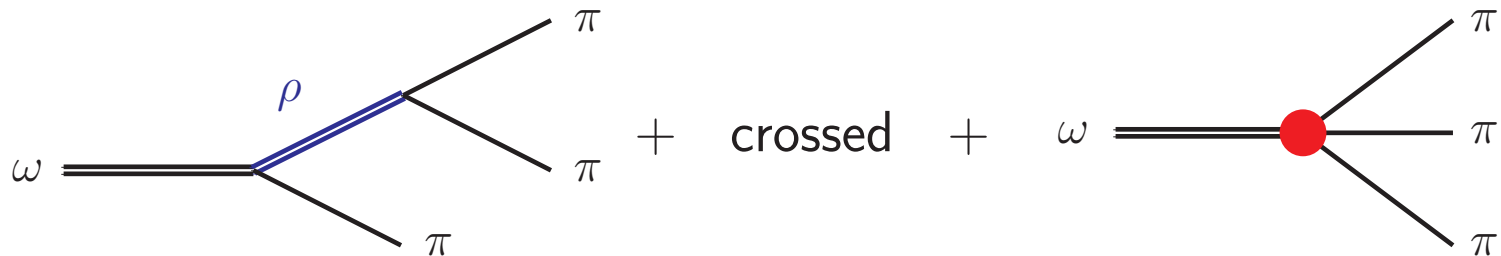 π π
ρ
+ crossed + ω π
ω π
π π